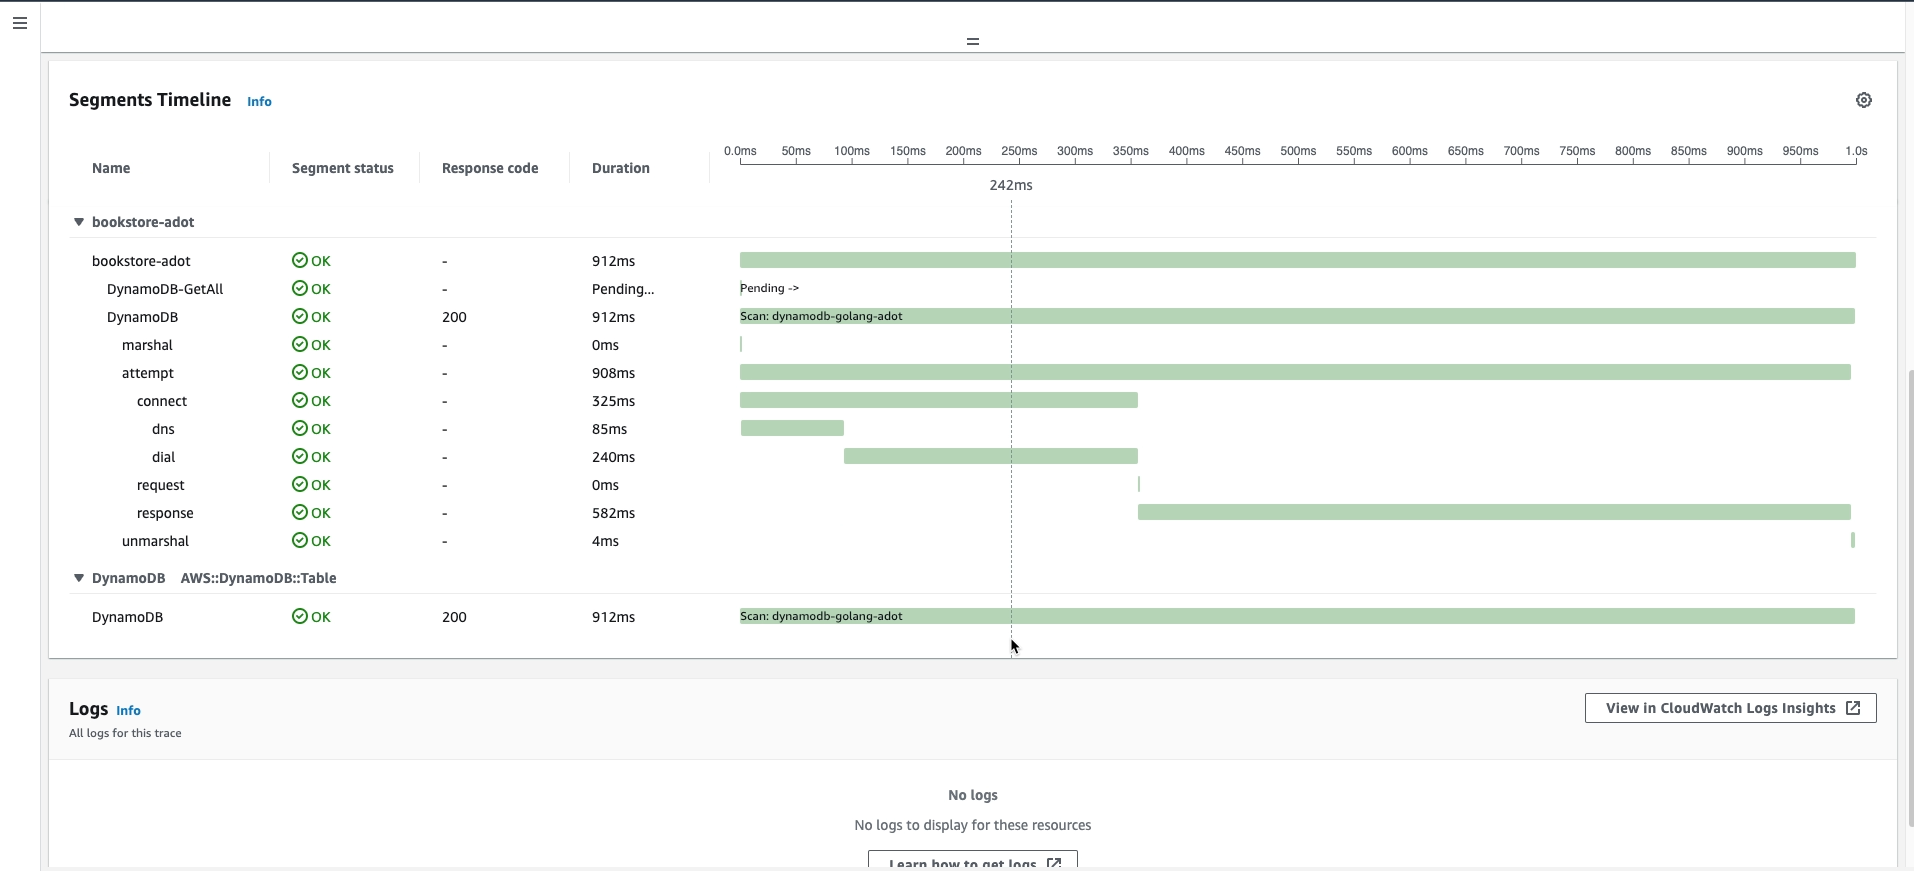 Segments Timeline Info
Name Segment status Response code Duration 0.0ms 50ms 100ms 150ms 200ms 250ms 300ms 350ms 400ms 450ms 500ms 550ms 600ms 650ms 700ms 750ms 800ms 850ms 900ms 950ms 1.0s
242ms
bookstore-adot
bookstore-adot OK - 912ms
DynamoDB-GetAll OK - Pending... Pending ->
DynamoDB OK 200 912ms Scan: dynamodb-golang-adot
marshal OK - 0ms
attempt OK - 908ms
connect OK - 325ms
dns OK - 85ms
dial OK - 240ms
request OK - 0ms
response OK - 582ms
unmarshal OK - 4ms
DynamoDB AWS::DynamoDB::Table
DynamoDB OK 200 912ms Scan: dynamodb-golang-adot
Logs Info
All logs for this trace
View in CloudWatch Logs Insights
No logs
No logs to display for these resources
Learn how to get logs